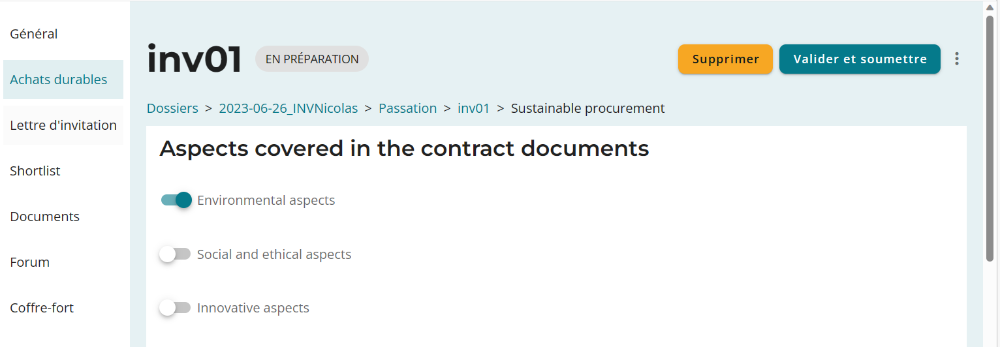 Général
Achats durables
Lettre d'invitation
Shortlist
Documents
Forum
Coffre-fort
inv01 EN PRÉPARATION Supprimer Valider et soumettre
Dossiers > 2023-06-26_INVNicolas > Passation > inv01 > Sustainable procurement
Aspects covered in the contract documents
Environmental aspects
Social and ethical aspects
Innovative aspects